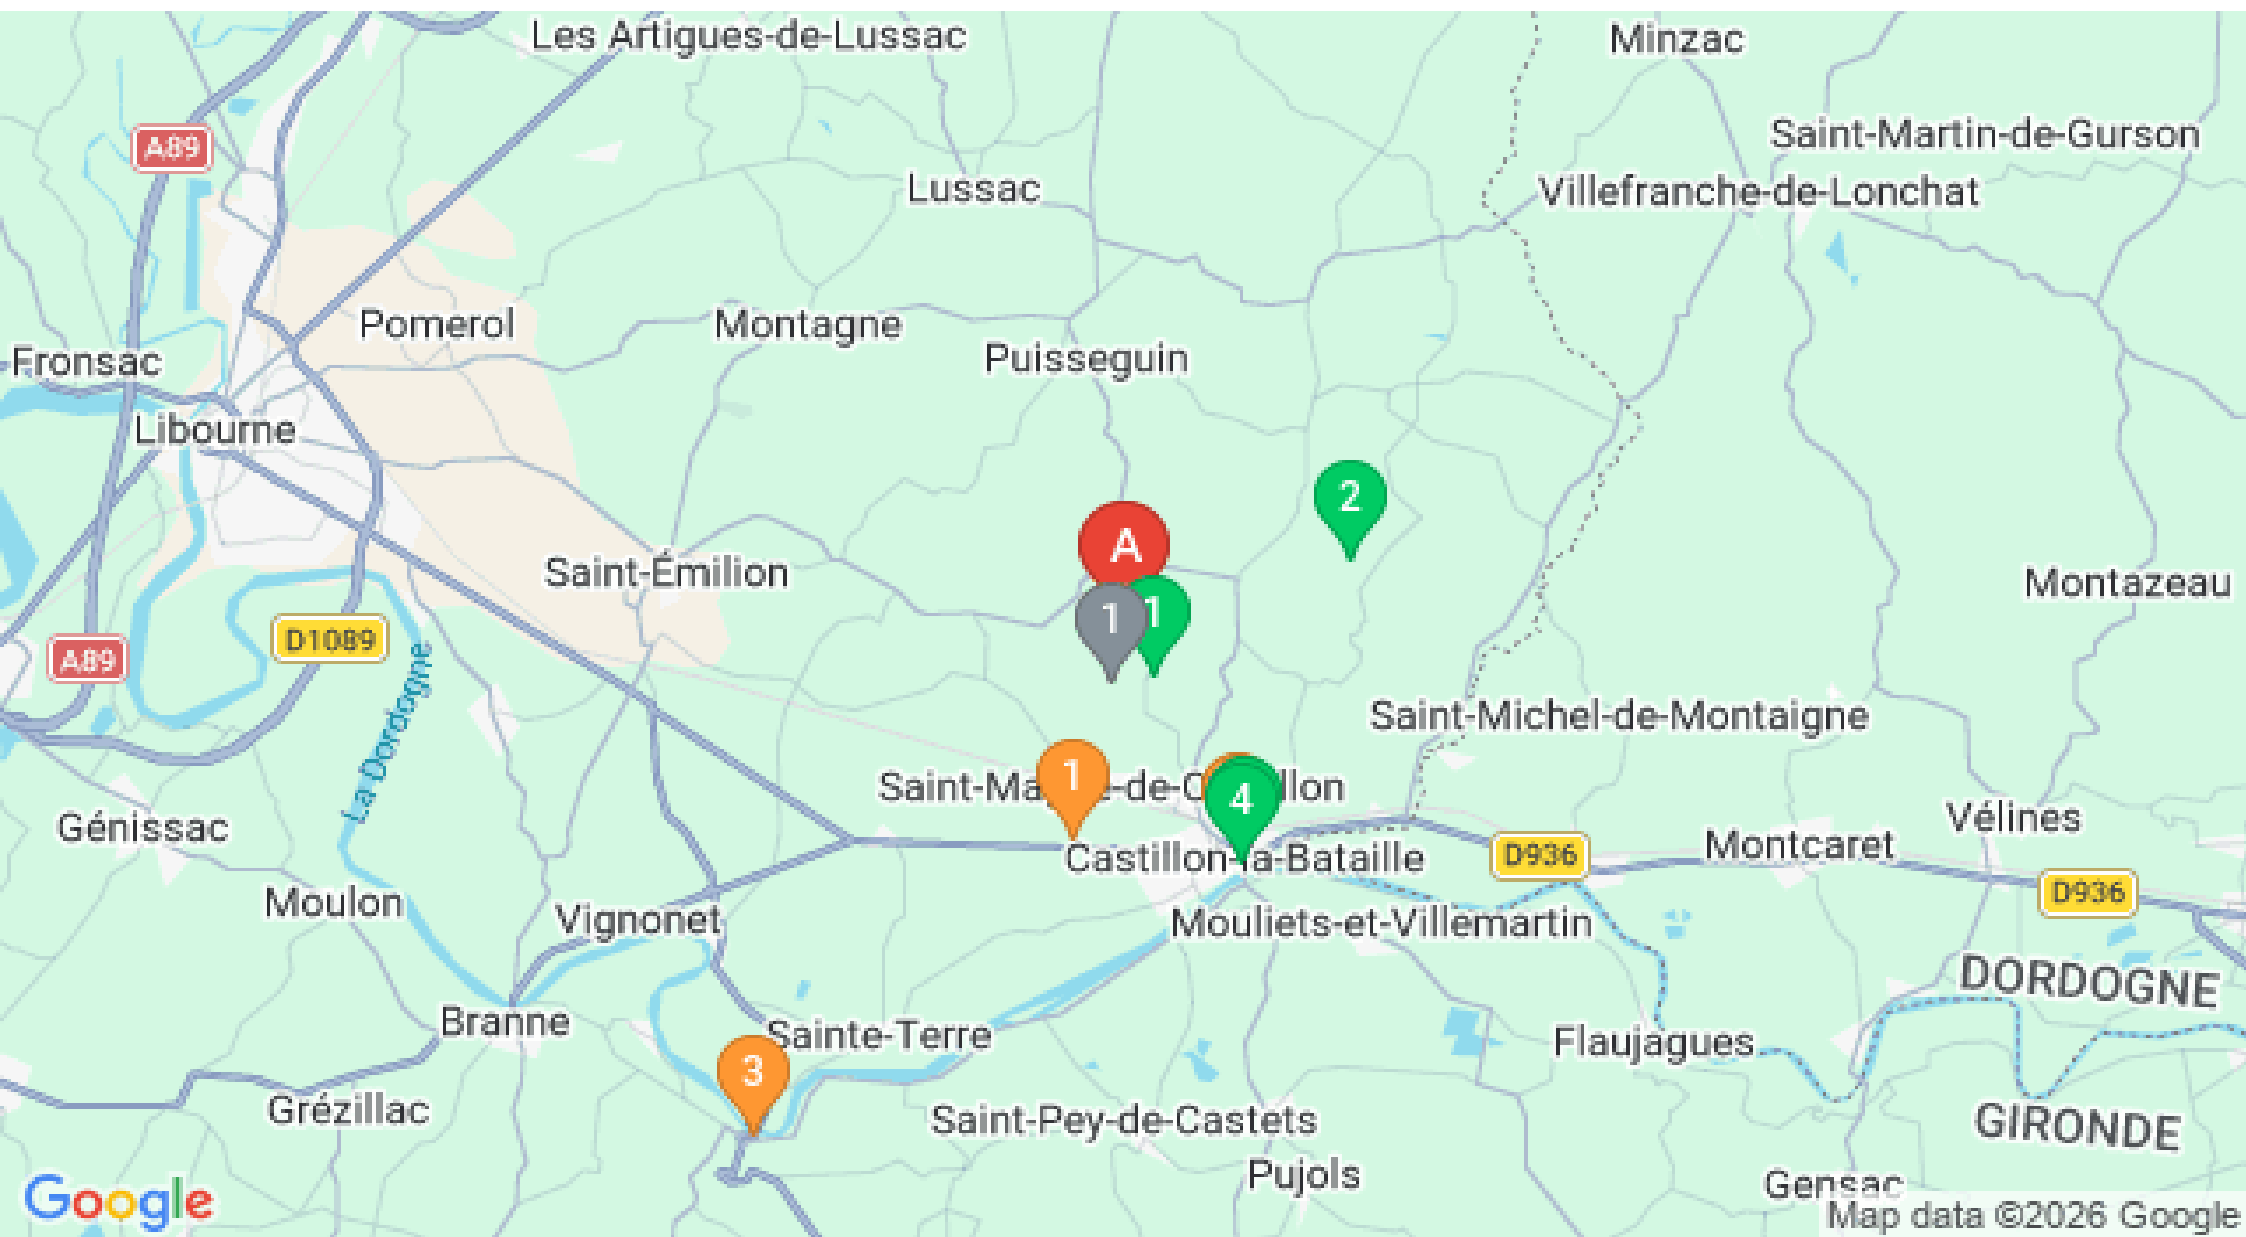 Les Artigues-de-Lussac
Minzac
A89
Saint-Martin-de-Gurson
Lussac
Villefranche-de-Lonchat
Pomerol
Montagne
Puisseguin
Fronsac
Libourne
2
A
Saint-Émilion
Montazeau
1
1
D1089
A89
La Dordogne
Saint-Michel-de-Montaigne
1
4
Génissac
Vélines
Castillon-la-Bataille
D936
Montcaret
D936
Moulon
Vignonet
Mouliets-et-Villemartin
DORDOGNE
Branne
Sainte-Terre
Flaujagues
3
Grézillac
Saint-Pey-de-Castets
GIRONDE
Pujols
Gensac
Google
Map data ©2026 Google